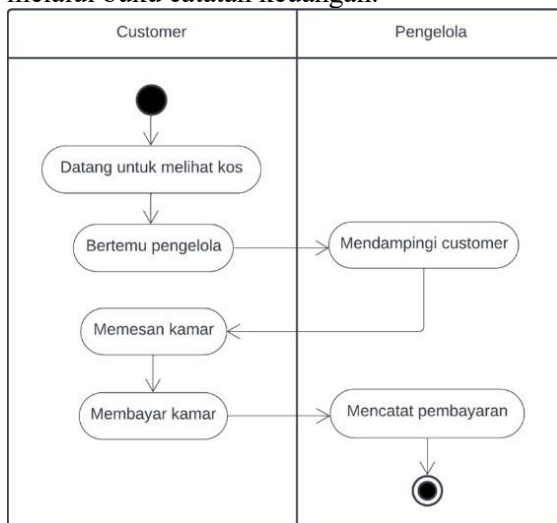 melalui buku catatan keuangan.
Customer
Pengelola
Datang untuk melihat kos
Bertemu pengelola
Mendampingi customer
Memesan kamar
Membayar kamar
Mencatat pembayaran